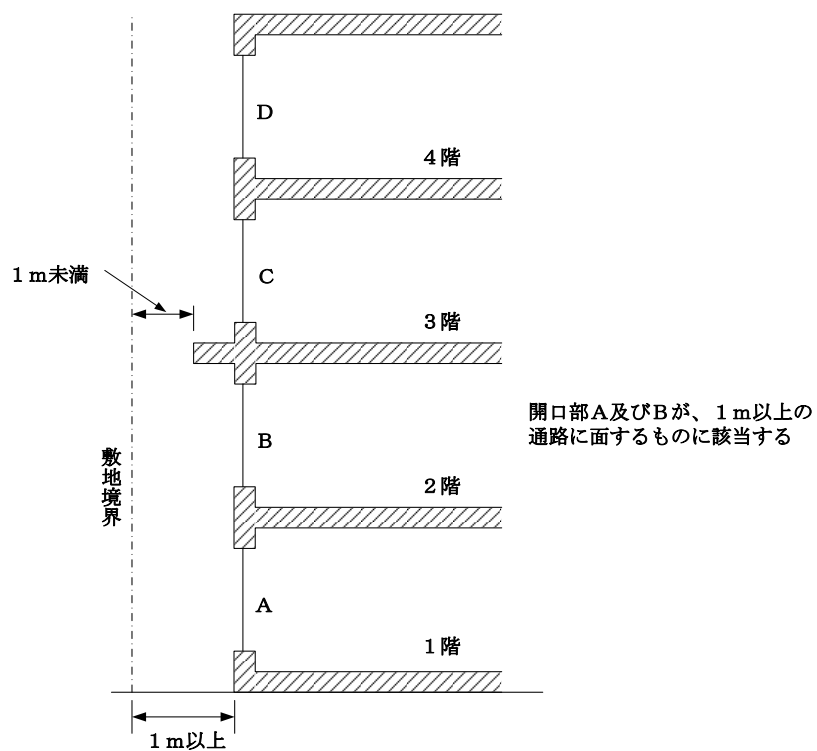 D
4階
1m未満
C
3階
開口部A及びBが、1m以上の
通路に面するものに該当する
B
敷地境界
2階
A
1階
1m以上